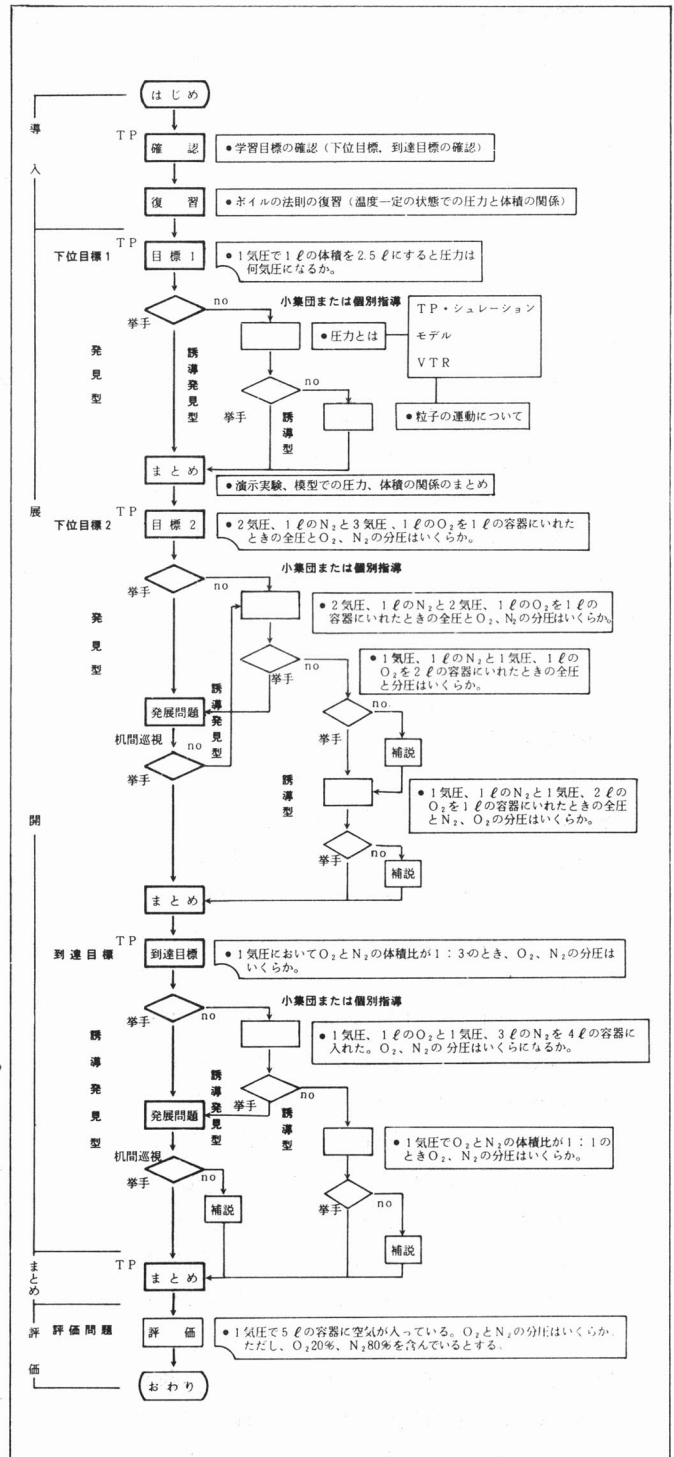 はじめ
導入
TP
確認
●学習目標の確認（下位目標、到達目標の確認）
復習
●ボイルの法則の復習（温度一定の状態での圧力と体積の関係）
TP
下位目標1
目標1
●1気圧で1ℓの体積を2.5ℓにすると圧力は
何気圧になるか。
no
挙手
小集団または個別指導
発見型
誘導発見型
●圧力とは
TP・シュレーション
モデル
VTR
no
挙手
誘導型
●粒子の運動について
まとめ
●演示実験、模型での圧力、体積の関係のまとめ
展
TP
下位目標2
目標2
●2気圧、1ℓのN₂と3気圧、1ℓのO₂を1ℓの容器にいれた
ときの全圧とO₂、N₂の分圧はいくらか。
小集団または個別指導
no
挙手
発見型
●2気圧、1ℓのN₂と2気圧、1ℓのO₂を1ℓの
容器にいれたときの全圧とO₂、N₂の分圧はいくらか。
no
挙手
●1気圧、1ℓのN₂と1気圧、1ℓの
O₂を2ℓの容器にいれたときの全圧
と分圧はいくらか。
誘導発見型
発展問題
no
挙手
机間巡視
no
挙手
補説
誘導型
●1気圧、1ℓのN₂と1気圧、2ℓの
O₂を1ℓの容器にいれたときの全圧
とN₂、O₂の分圧はいくらか。
開
no
挙手
補説
まとめ
TP
到達目標
到達目標
●1気圧においてO₂とN₂の体積比が1：3のとき、O₂、N₂の分圧は
いくらか。
小集団または個別指導
no
挙手
誘導発見型
●1気圧、1ℓのO₂と1気圧、3ℓのN₂を4ℓの容器に
入れた。O₂、N₂の分圧はいくらになるか。
誘導発見型
no
挙手
誘導型
発展問題
●1気圧でO₂とN₂の体積比が1：1の
ときO₂、N₂の分圧はいくらか。
机間巡視
no
挙手
補説
no
挙手
補説
まとめ
TP
まとめ
評価
評価問題
評価
●1気圧で5ℓの容器に空気が入っている。O₂とN₂の分圧はいくらか。
ただし、O₂20%、N₂80%を含んでいるとする。
おわり